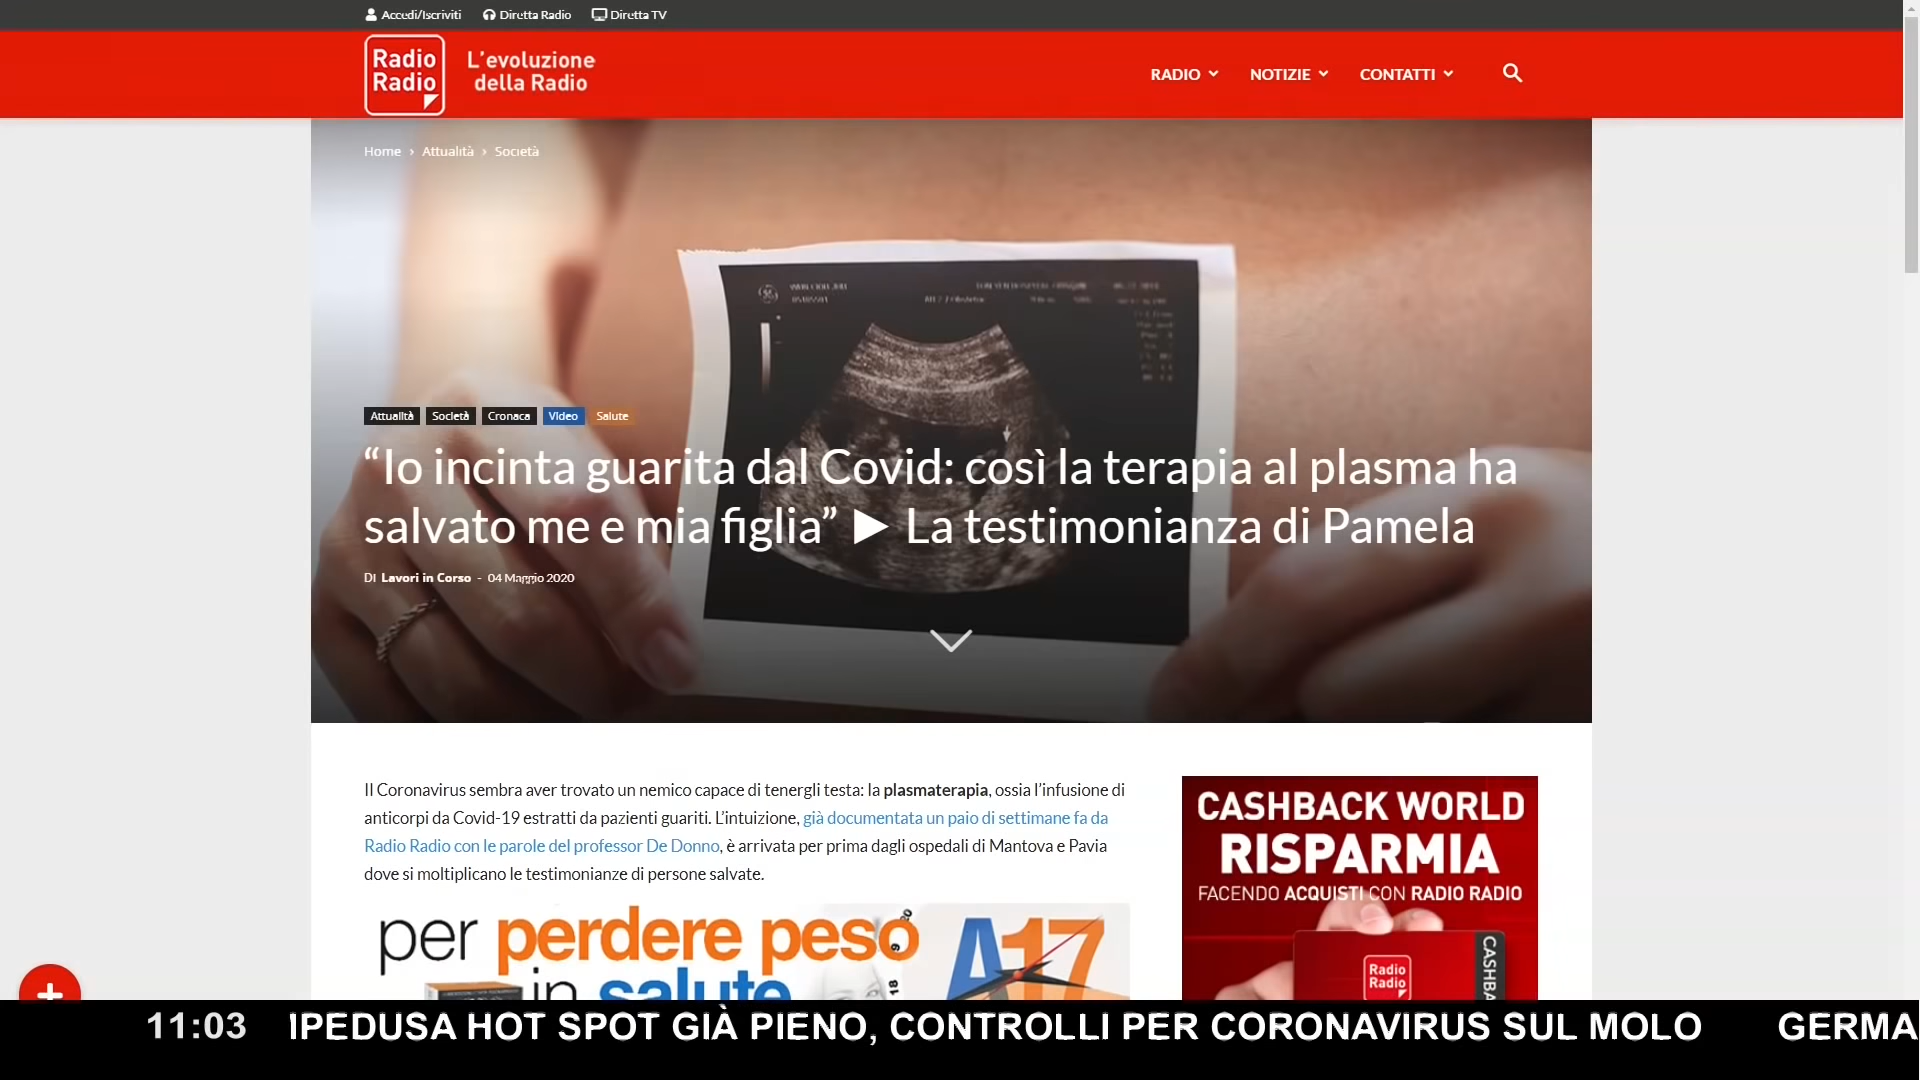 Accedi/Iscriviti Diretta Radio Diretta TV
Radio Radio
L'evoluzione della Radio
RADIO NOTIZIE CONTATTI
Home › Attualità › Società
Attualità Società Cronaca Video Salute
“Io incinta guarita dal Covid: così la terapia al plasma ha
salvato me e mia figlia” ► La testimonianza di Pamela
DI Lavori in Corso - 04 Maggio 2020
Il Coronavirus sembra aver trovato un nemico capace di tenergli testa: la plasmaterapia, ossia l’infusione di
anticorpi da Covid-19 estratti da pazienti guariti. L’intuizione, già documentata un paio di settimane fa da
Radio Radio con le parole del professor De Donno, è arrivata per prima dagli ospedali di Mantova e Pavia
dove si moltiplicano le testimonianze di persone salvate.
per perdere peso
in salute
A17
CASHBACK WORLD
RISPARMIA
FACENDO ACQUISTI CON RADIO RADIO
Radio
Radio
CASHBA
11:03 IPEDUSA HOT SPOT GIÀ PIENO, CONTROLLI PER CORONAVIRUS SUL MOLO GERMA